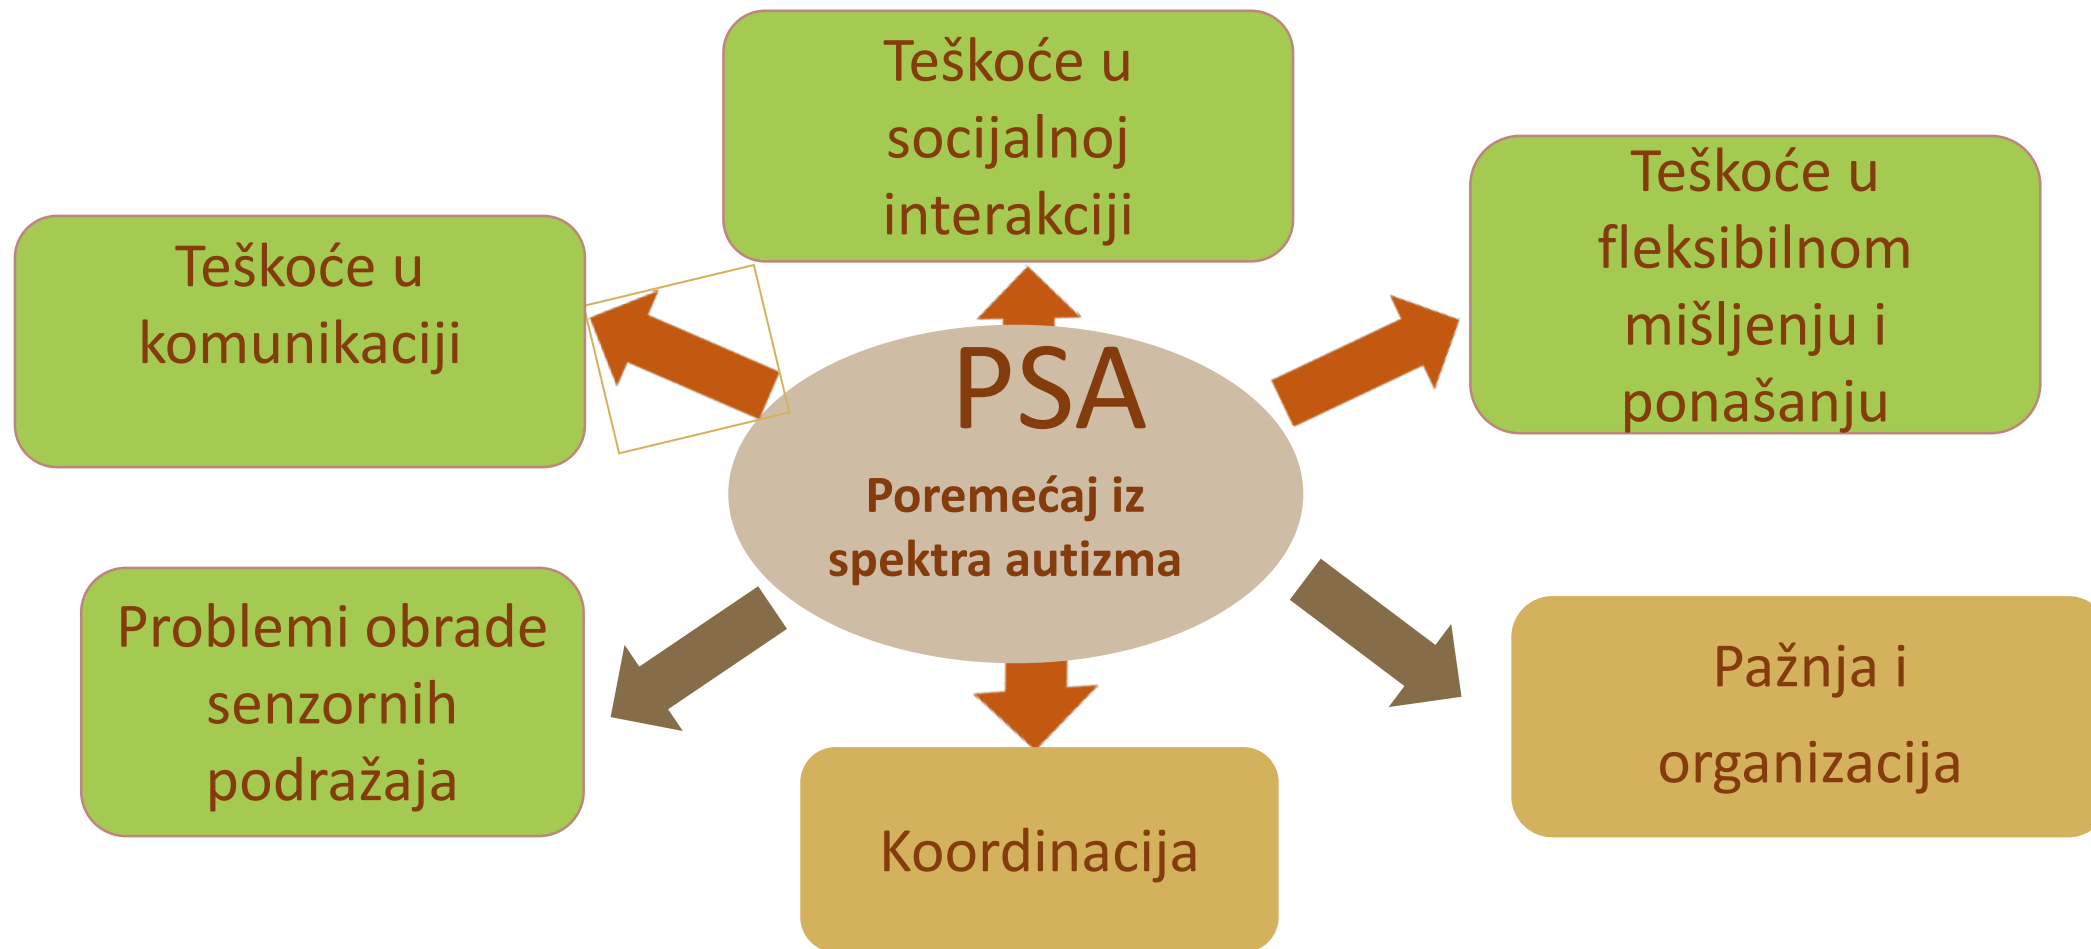 Teškoće u
socijalnoj
interakciji
Teškoće u
fleksibilnom
mišljenju i
ponašanju
Teškoće u
komunikaciji
PSA
Poremećaj iz
spektra autizma
Problemi obrade
senzornih
podražaja
Pažnja i
organizacija
Koordinacija